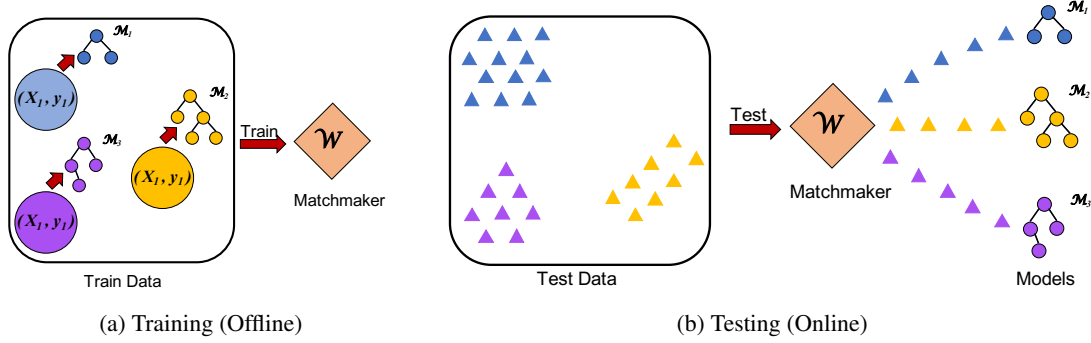 𝓜₁
(X₁, y₁)
𝓜₂
𝓜₃
(X₁, y₁)
(X₁, y₁)
Train
𝒲
Matchmaker
Train Data
(a) Training (Offline)
Test
𝒲
Matchmaker
𝓜₁
𝓜₂
𝓜₃
Test Data
Models
(b) Testing (Online)